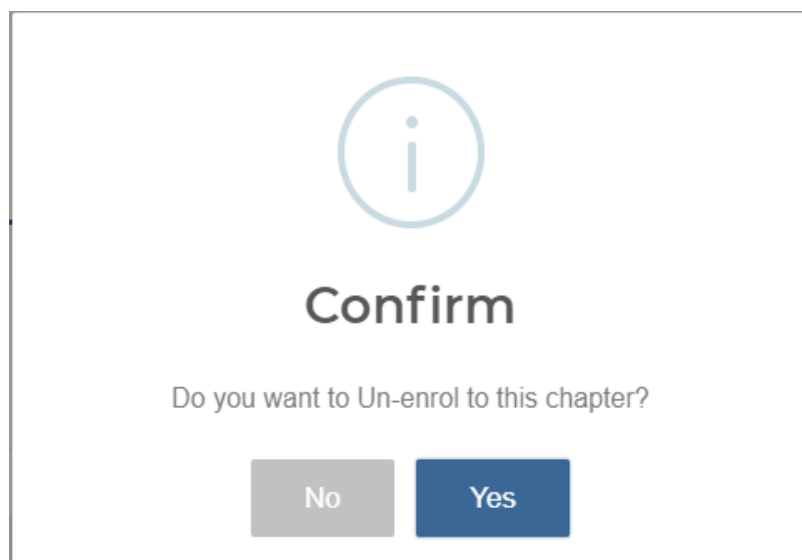 Confirm
Do you want to Un-enrol to this chapter?
No
Yes